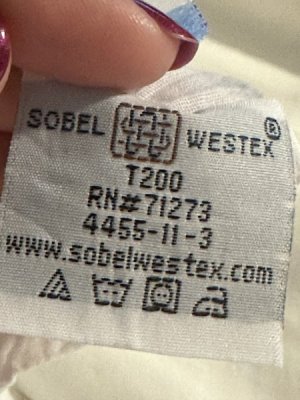 SOBEL WESTEX®
T200
RN#71273
4455-11-3
www.sobelwestex.com